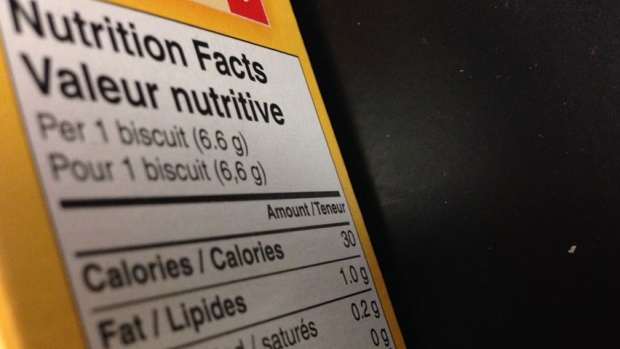 Nutrition Facts
Valeur nutritive
Per 1 biscuit (6.6 g)
Pour 1 biscuit (6,6 g)
Amount/Teneur
Calories / Calories 30
Fat / Lipides 1.0 g
/ saturés 0.2 g
0 g